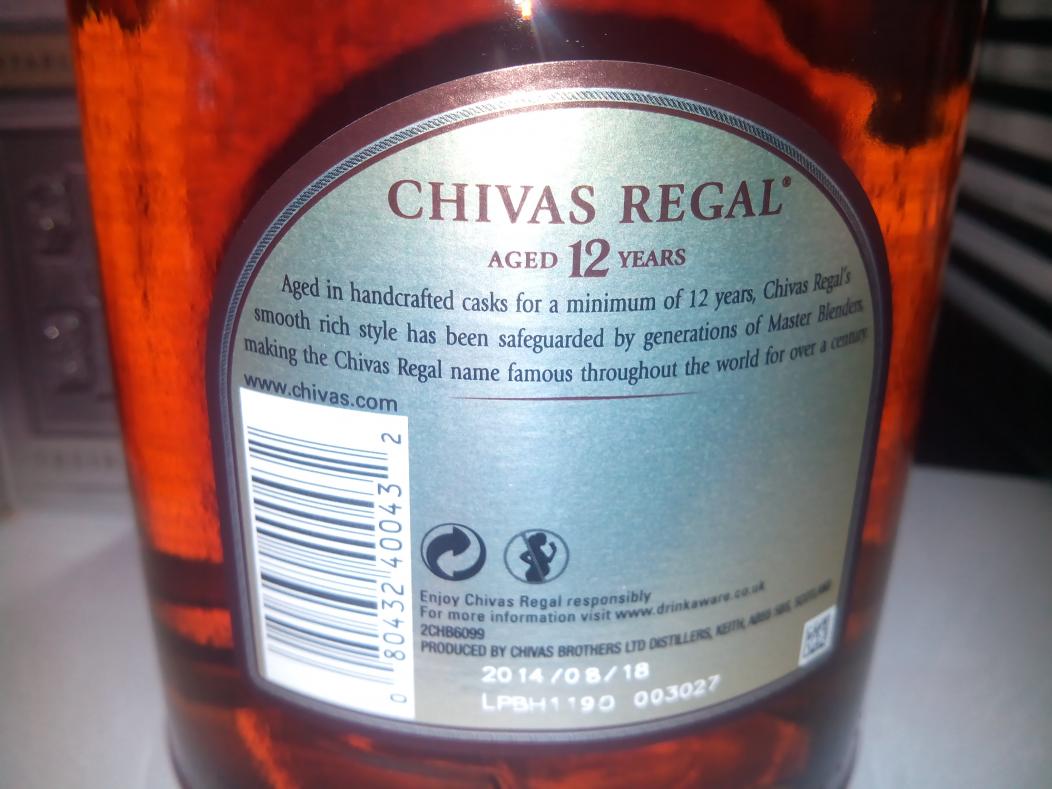 CHIVAS REGAL®
AGED 12 YEARS
Aged in handcrafted casks for a minimum of 12 years, Chivas Regal's
smooth rich style has been safeguarded by generations of Master Blenders,
making the Chivas Regal name famous throughout the world for over a century.
www.chivas.com
0 80432 40043 2
Enjoy Chivas Regal responsibly
For more information visit www.drinkaware.co.uk
2CHB6099
PRODUCED BY CHIVAS BROTHERS LTD DISTILLERS, KEITH, AB55 5BS, SCOTLAND
2014/08/18
LPBH1190 003027